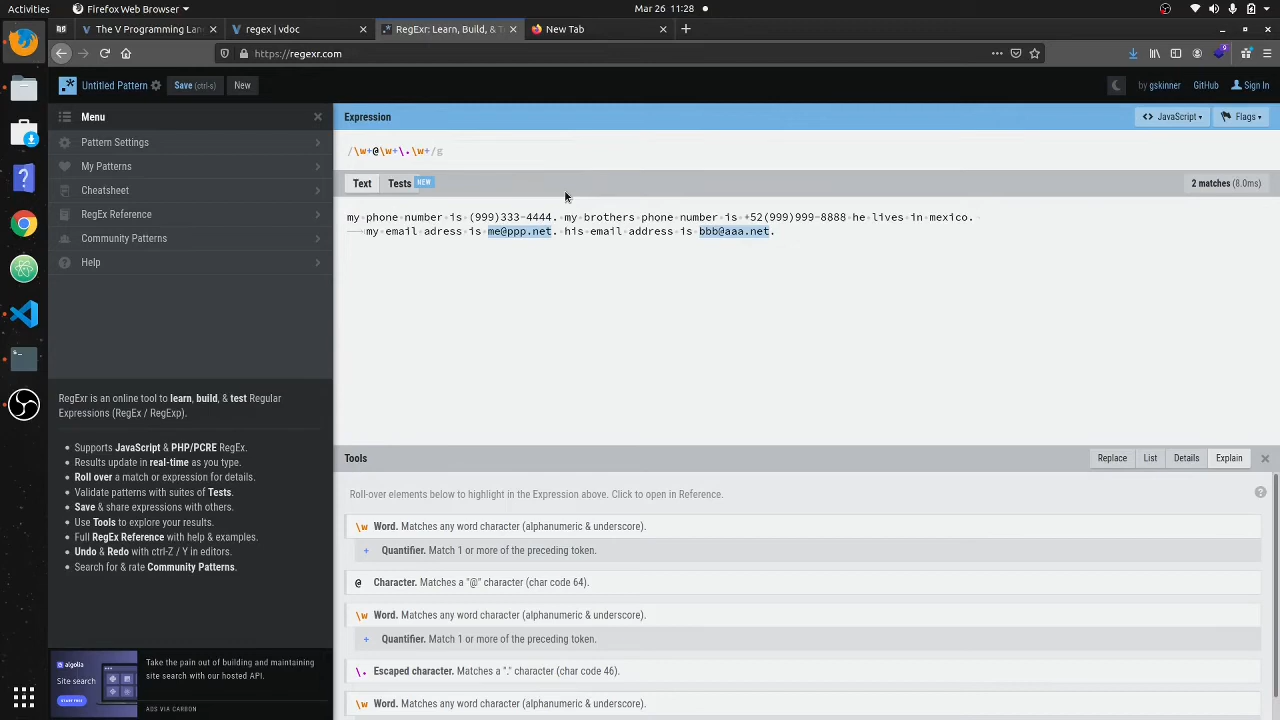 Activities
Firefox Web Browser
Mar 26 11:28
The V Programming Lan
regex | vdoc
RegExr: Learn, Build, & T
New Tab
https://regexr.com
Untitled Pattern
Save (ctrl-s)
New
by gskinner
GitHub
Sign In
Menu
Pattern Settings
My Patterns
Cheatsheet
RegEx Reference
Community Patterns
Help
RegExr is an online tool to learn, build, & test Regular
Expressions (RegEx / RegExp).
Supports JavaScript & PHP/PCRE RegEx.
Results update in real-time as you type.
Roll over a match or expression for details.
Validate patterns with suites of Tests.
Save & share expressions with others.
Use Tools to explore your results.
Full RegEx Reference with help & examples.
Undo & Redo with ctrl-Z / Y in editors.
Search for & rate Community Patterns.
algolia
Site search
START FREE
Take the pain out of building and maintaining
site search with our hosted API.
ADS VIA CARBON
Expression
JavaScript
Flags
/\w+@\w+\.\w+/g
Text
Tests NEW
2 matches (8.0ms)
my phone number is (999)333-4444. my brothers phone number is +52(999)999-8888 he lives in mexico.
my email adress is me@ppp.net. his email address is bbb@aaa.net.
Tools
Replace
List
Details
Explain
Roll-over elements below to highlight in the Expression above. Click to open in Reference.
\w Word. Matches any word character (alphanumeric & underscore).
+ Quantifier. Match 1 or more of the preceding token.
@ Character. Matches a "@" character (char code 64).
\w Word. Matches any word character (alphanumeric & underscore).
+ Quantifier. Match 1 or more of the preceding token.
\. Escaped character. Matches a "." character (char code 46).
\w Word. Matches any word character (alphanumeric & underscore).